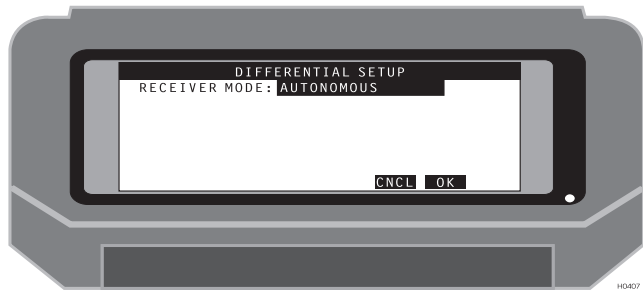 DIFFERENTIAL SETUP
RECEIVER MODE: AUTONOMOUS
CNCL OK
H0407